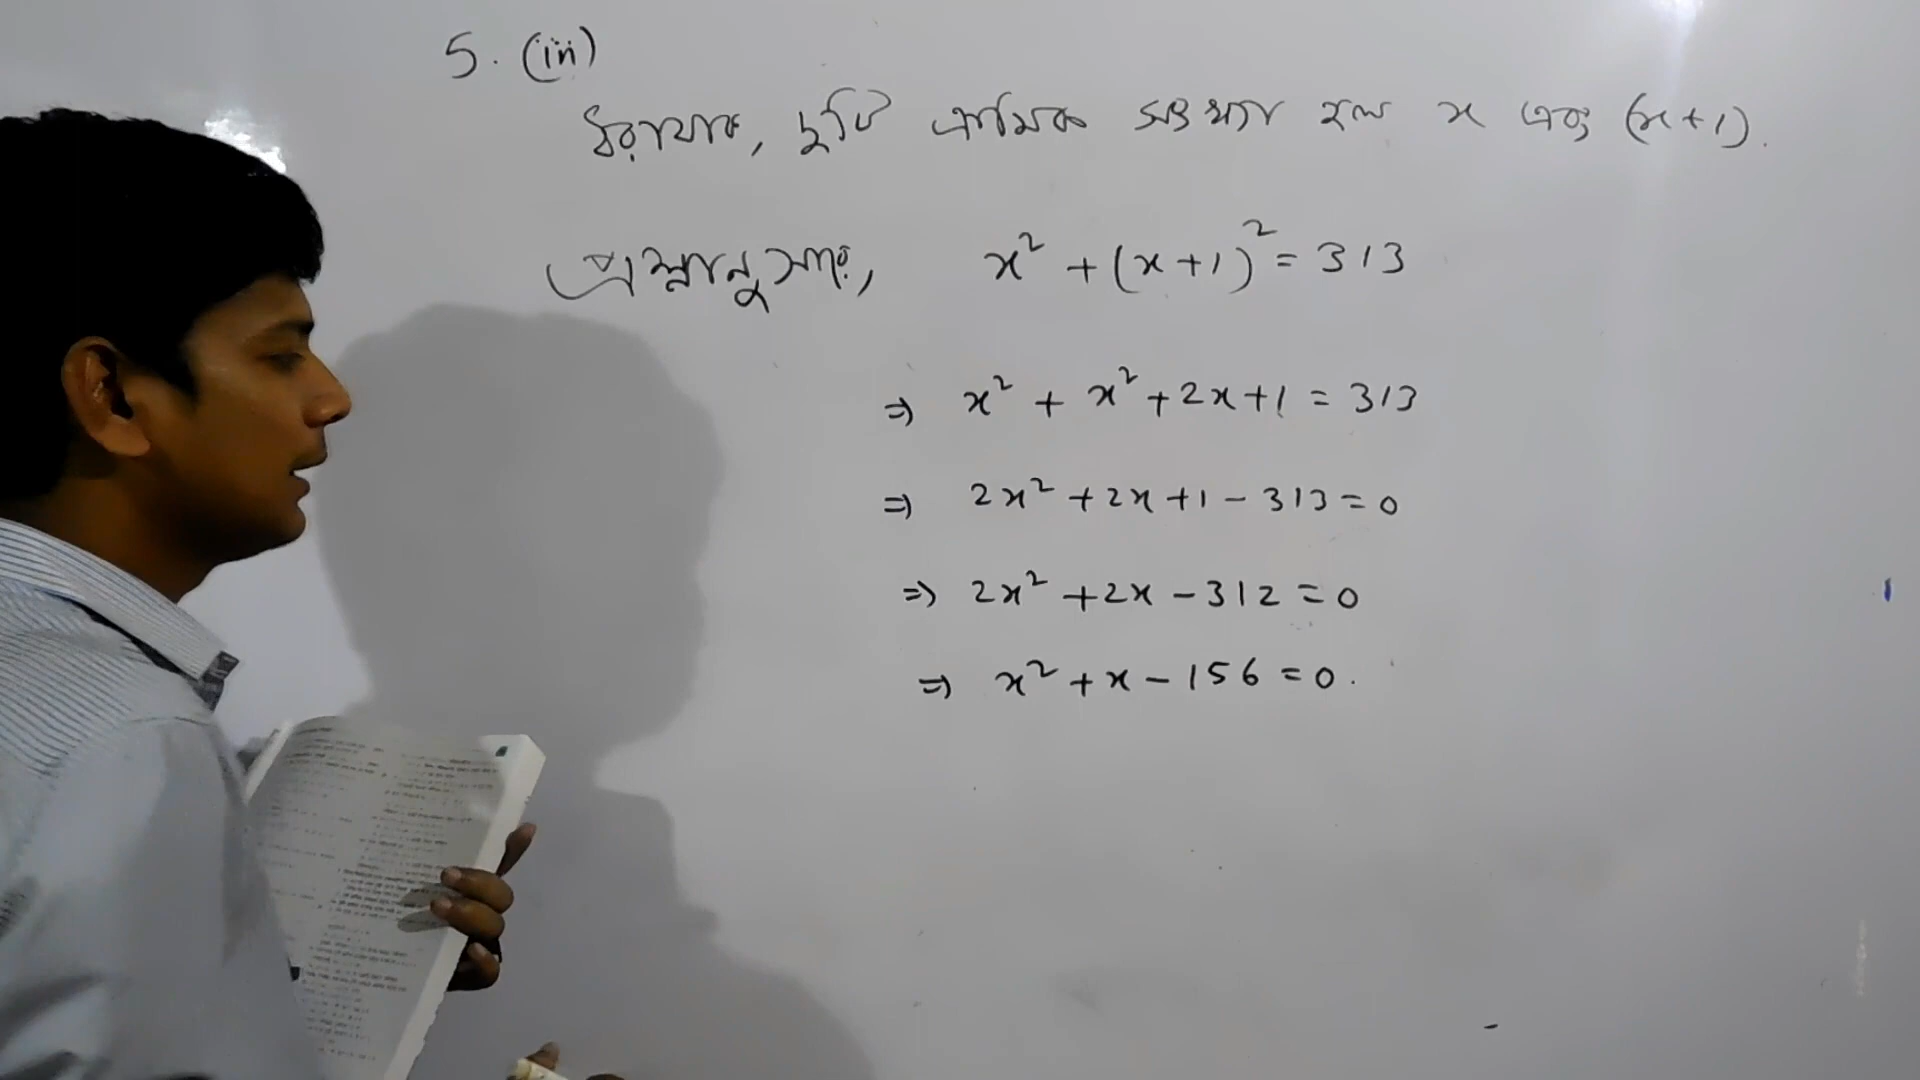 5. (iii)
ধরাযাক, দুটি ক্রমিক সংখ্যা হল x এবং (x+1).
প্রশ্নানুসারে, x² + (x+1)² = 313
⇒ x² + x² + 2x + 1 = 313
⇒ 2x² + 2x + 1 − 313 = 0
⇒ 2x² + 2x − 312 = 0
⇒ x² + x − 156 = 0.